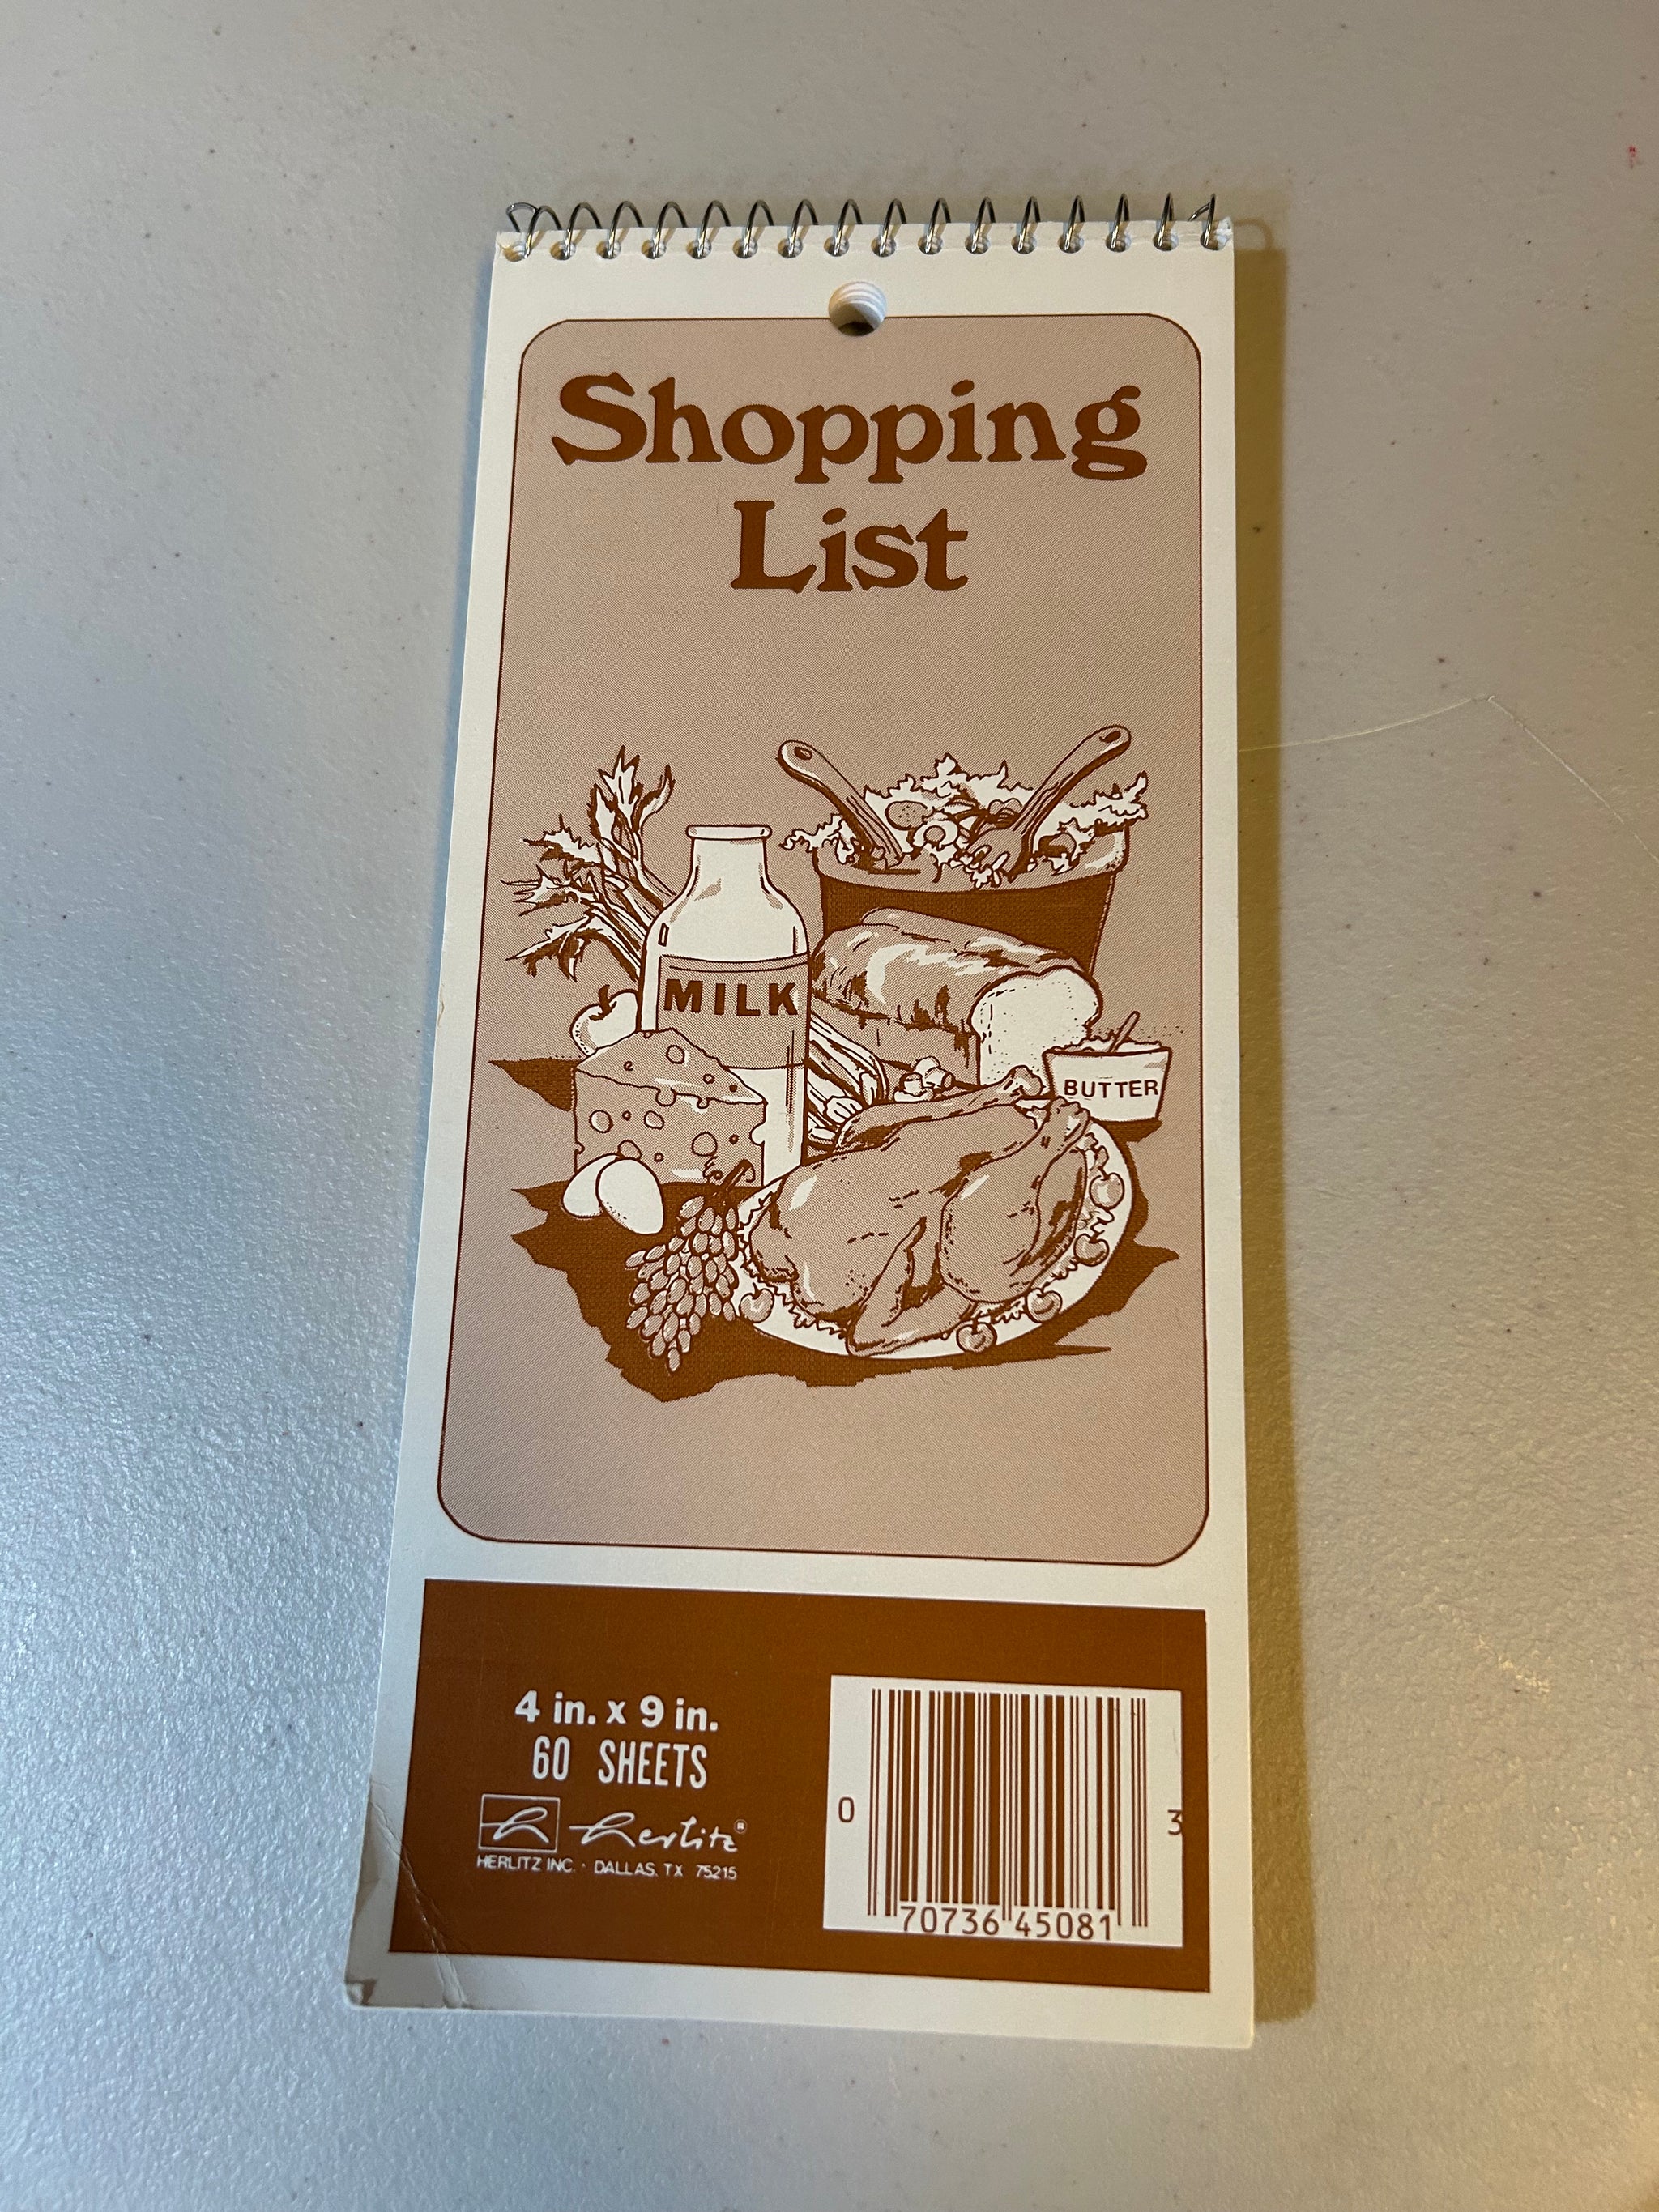 Shopping
List
MILK
BUTTER
4 in. x 9 in.
60 SHEETS
h herlitz®
HERLITZ INC. · DALLAS, TX 75215
0 70736 45081 3